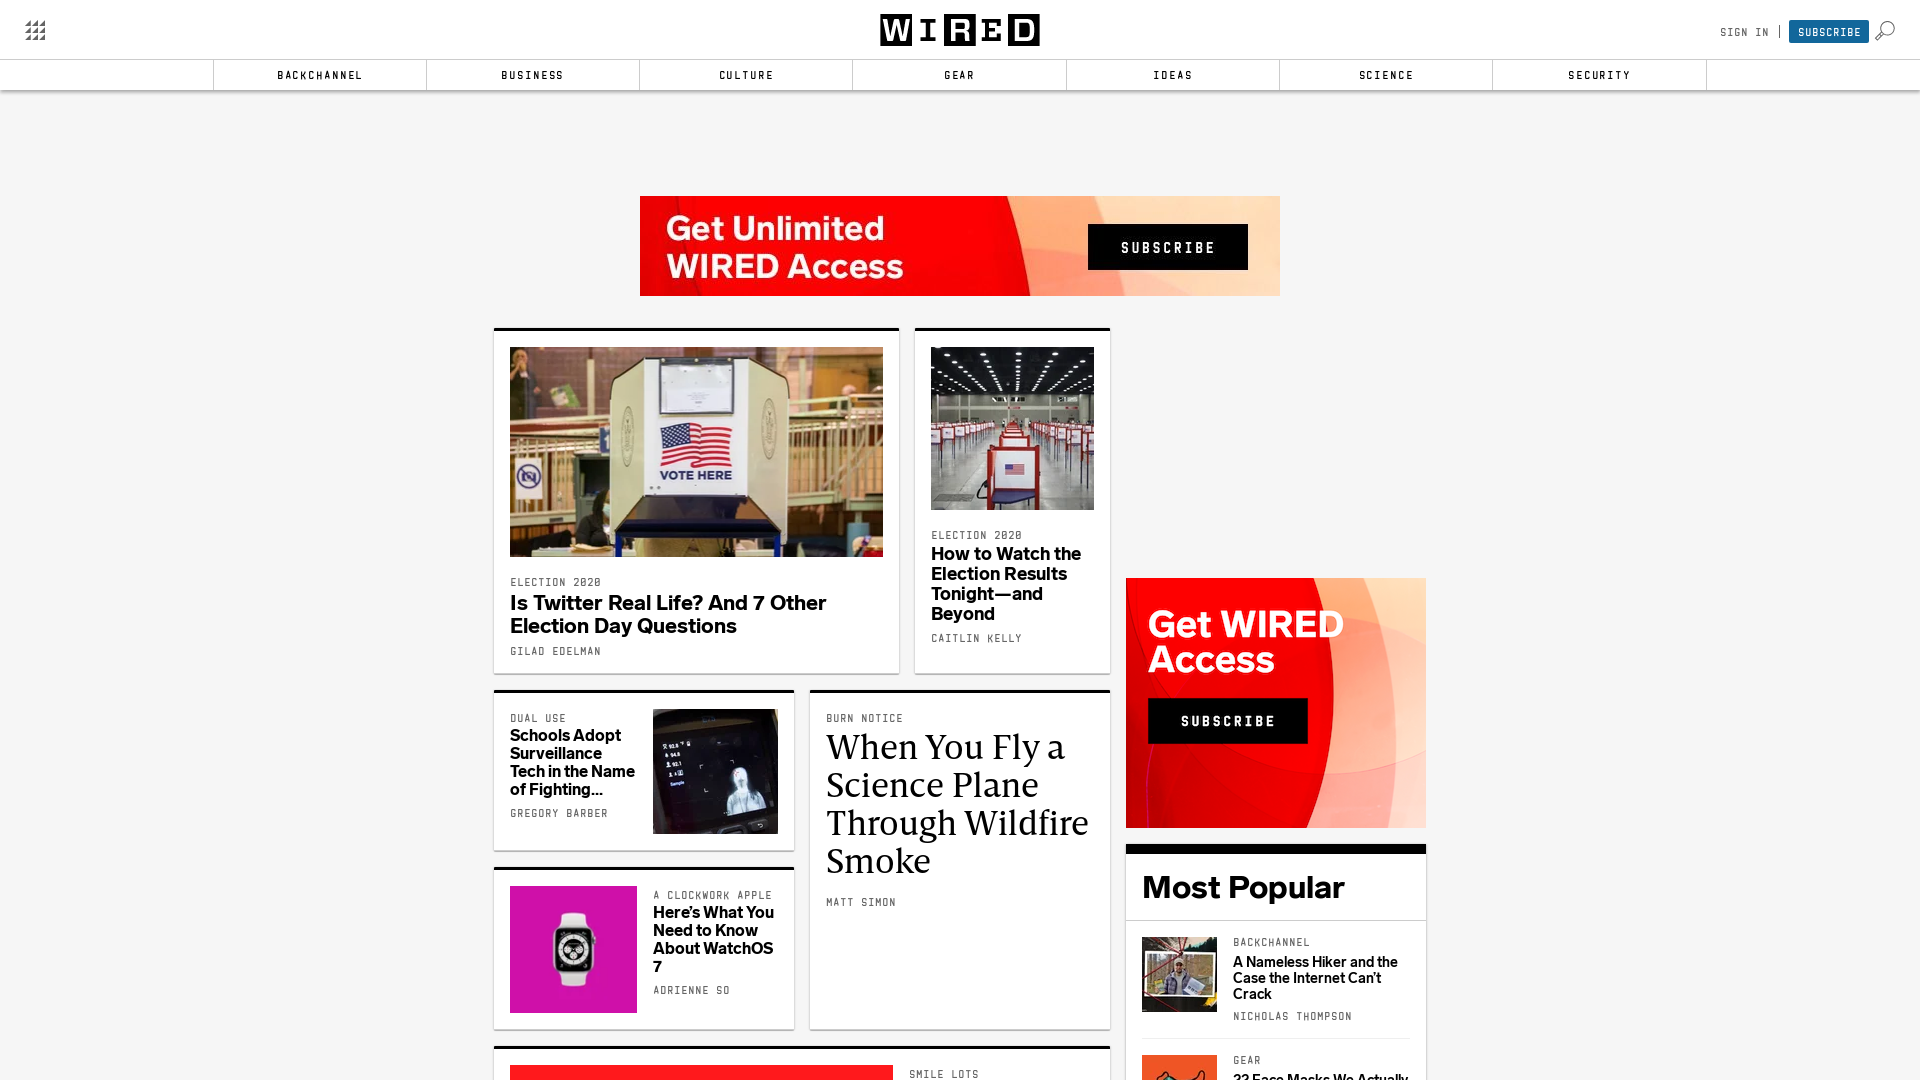 WIRED
SIGN IN
SUBSCRIBE
BACKCHANNEL
BUSINESS
CULTURE
GEAR
IDEAS
SCIENCE
SECURITY
Get Unlimited
WIRED Access
SUBSCRIBE
VOTE HERE
ELECTION 2020
Is Twitter Real Life? And 7 Other
Election Day Questions
GILAD EDELMAN
ELECTION 2020
How to Watch the
Election Results
Tonight—and
Beyond
CAITLIN KELLY
Get WIRED
Access
SUBSCRIBE
DUAL USE
Schools Adopt
Surveillance
Tech in the Name
of Fighting...
GREGORY BARBER
BURN NOTICE
When You Fly a
Science Plane
Through Wildfire
Smoke
MATT SIMON
A CLOCKWORK APPLE
Here’s What You
Need to Know
About WatchOS
7
ADRIENNE SO
Most Popular
BACKCHANNEL
A Nameless Hiker and the
Case the Internet Can’t
Crack
NICHOLAS THOMPSON
GEAR
22 Face Masks We Actually
SMILE LOTS